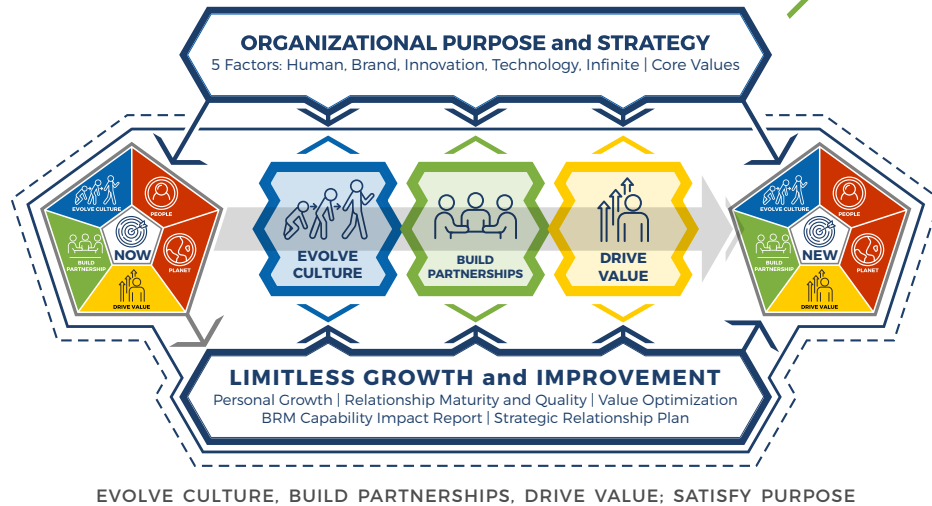 ORGANIZATIONAL PURPOSE and STRATEGY
5 Factors: Human, Brand, Innovation, Technology, Infinite | Core Values
EVOLVE CULTURE
PEOPLE
BUILD
PARTNERSHIP
NOW
PLANET
DRIVE VALUE
EVOLVE
CULTURE
BUILD
PARTNERSHIPS
DRIVE
VALUE
EVOLVE CULTURE
PEOPLE
BUILD
PARTNERSHIP
NEW
PLANET
DRIVE VALUE
LIMITLESS GROWTH and IMPROVEMENT
Personal Growth | Relationship Maturity and Quality | Value Optimization
BRM Capability Impact Report | Strategic Relationship Plan
EVOLVE CULTURE, BUILD PARTNERSHIPS, DRIVE VALUE; SATISFY PURPOSE